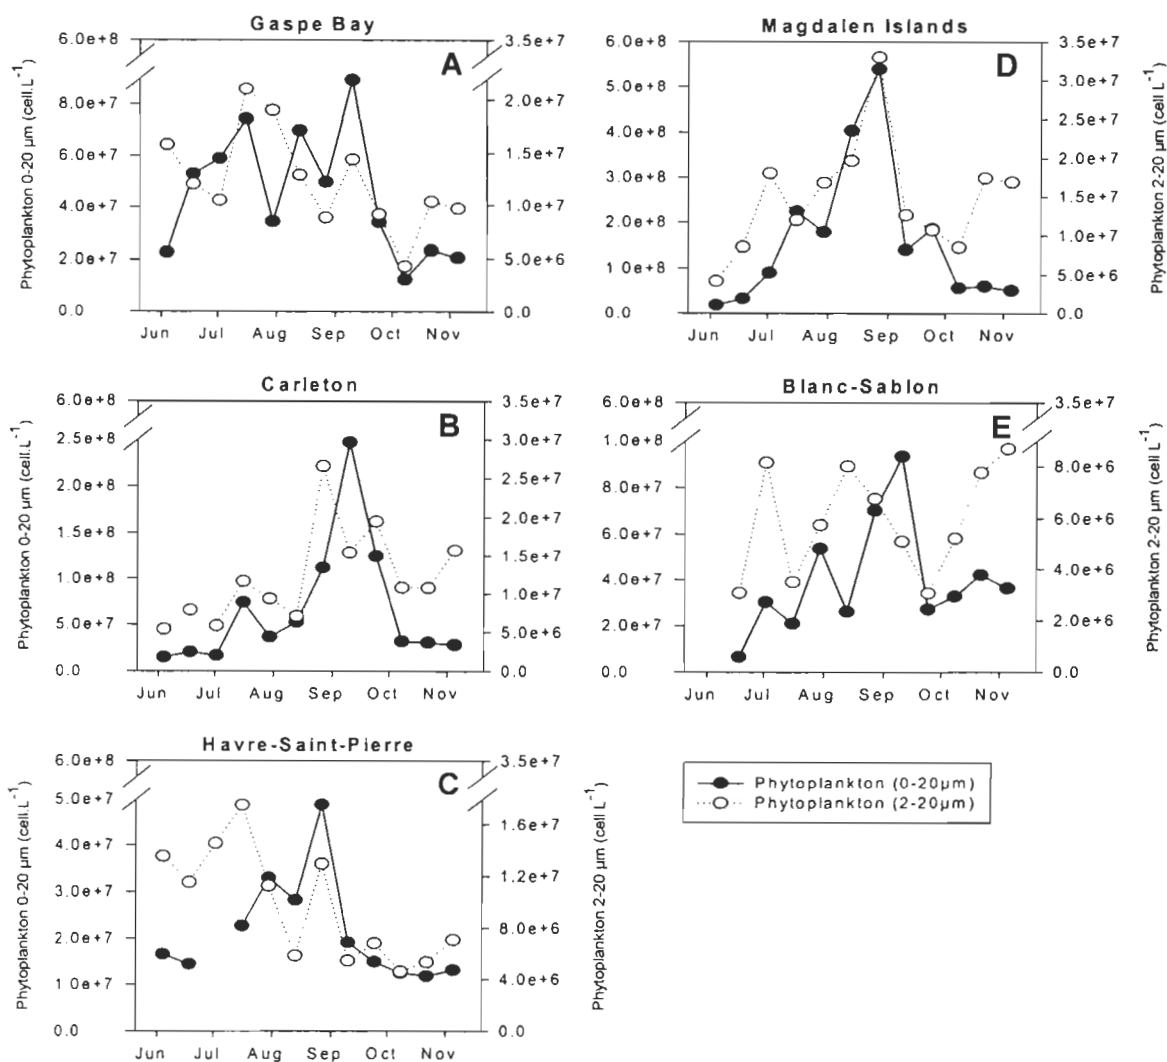 Gaspe Bay
A
Phytoplankton 0-20 µm (cell.L-1)
6.0e+8
8.0e+7
6.0e+7
4.0e+7
2.0e+7
0.0
3.5e+7
2.0e+7
1.5e+7
1.0e+7
5.0e+6
0.0
Jun Jul Aug Sep Oct Nov
Magdalen Islands
D
6.0e+8
5.0e+8
4.0e+8
3.0e+8
2.0e+8
1.0e+8
0.0
3.5e+7
3.0e+7
2.5e+7
2.0e+7
1.5e+7
1.0e+7
5.0e+6
0.0
Phytoplankton 2-20 µm (cell L-1)
Jun Jul Aug Sep Oct Nov
Carleton
B
Phytoplankton 0-20 µm (cell.L-1)
6.0e+8
2.5e+8
2.0e+8
1.5e+8
1.0e+8
5.0e+7
0.0
3.5e+7
3.0e+7
2.5e+7
2.0e+7
1.5e+7
1.0e+7
5.0e+6
0.0
Jun Jul Aug Sep Oct Nov
Blanc-Sablon
E
6.0e+8
1.0e+8
8.0e+7
6.0e+7
4.0e+7
2.0e+7
0.0
3.5e+7
8.0e+6
6.0e+6
4.0e+6
2.0e+6
0.0
Phytoplankton 2-20 µm (cell L-1)
Jun Jul Aug Sep Oct Nov
Havre-Saint-Pierre
C
Phytoplankton 0-20 µm (cell.L-1)
6.0e+8
5.0e+7
4.0e+7
3.0e+7
2.0e+7
1.0e+7
0.0
3.5e+7
1.6e+7
1.2e+7
8.0e+6
4.0e+6
0.0
Phytoplankton 2-20 µm (cell L-1)
Jun Jul Aug Sep Oct Nov
Phytoplankton (0-20µm)
Phytoplankton (2-20µm)